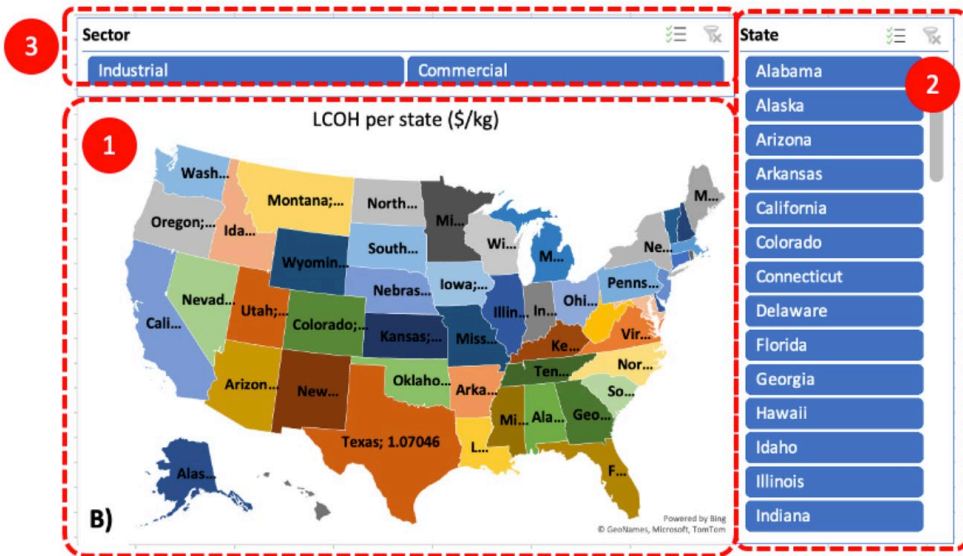 3
Sector
Industrial
Commercial
State
2
Alabama
Alaska
Arizona
Arkansas
California
Colorado
Connecticut
Delaware
Florida
Georgia
Hawaii
Idaho
Illinois
Indiana
1
LCOH per state ($/kg)
Wash...
Montana;...
North...
Mi...
M...
Oregon;...
Ida...
South...
Wi...
M...
Ne...
Wyomin...
Nebras...
Iowa;...
Penns...
Nevad...
Utah;...
Illin...
In...
Ohi...
Cali...
Colorado;...
Kansas;...
Miss...
Ke...
Vir...
Arizon...
New...
Oklaho...
Arka...
Ten...
Nor...
So...
Mi...
Ala...
Geo...
Texas; 1.07046
L...
F...
Alas...
B)
Powered by Bing
© GeoNames, Microsoft, TomTom